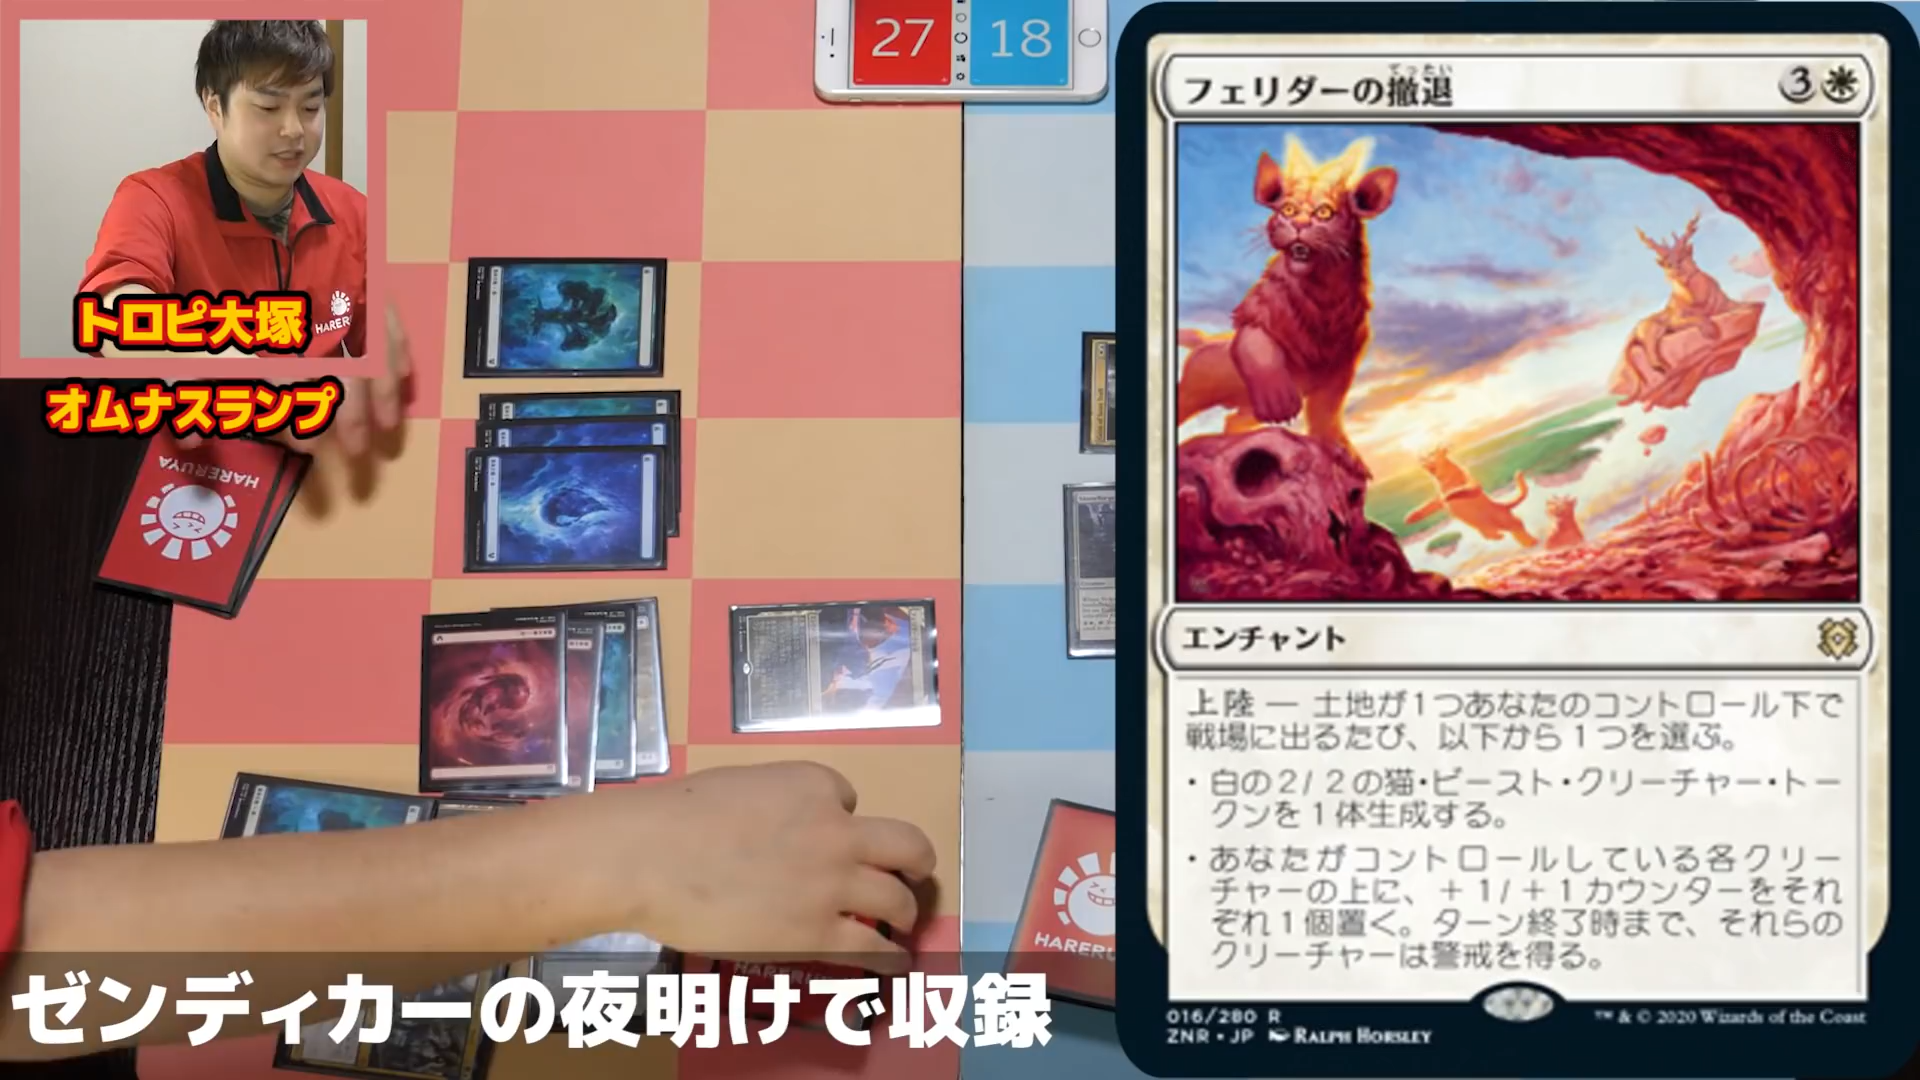 トロピ大塚
オムナスランプ
HARERUYA
27
18
ゼンディカーの夜明けで収録
フェリダーの撤退
てったい
3
エンチャント
上陸 ― 土地が1つあなたのコントロール下で
戦場に出るたび、以下から1つを選ぶ。
・白の2/2の猫・ビースト・クリーチャー・トー
クンを1体生成する。
・あなたがコントロールしている各クリー
チャーの上に、+1/+1カウンターをそれ
ぞれ1個置く。ターン終了時まで、それらの
クリーチャーは警戒を得る。
016/280 R
ZNR • JP RALPH HORSLEY
™ & © 2020 Wizards of the Coast